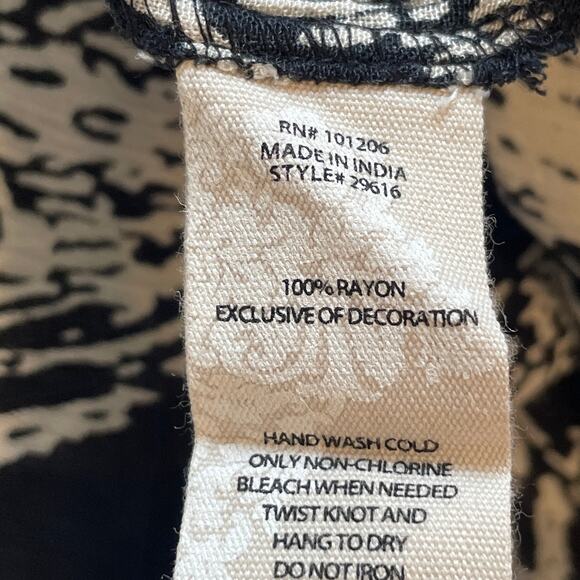 RN# 101206
MADE IN INDIA
STYLE# 29616
100% RAYON
EXCLUSIVE OF DECORATION
HAND WASH COLD
ONLY NON-CHLORINE
BLEACH WHEN NEEDED
TWIST KNOT AND
HANG TO DRY
DO NOT IRON